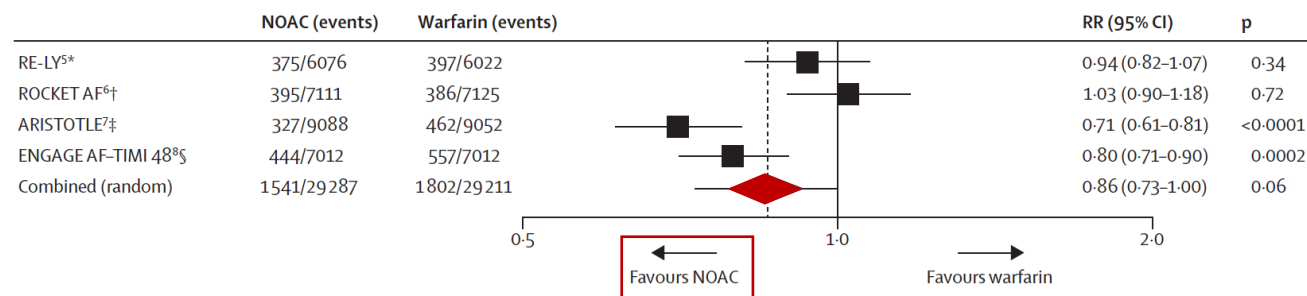 NOAC (events) Warfarin (events) RR (95% CI) p
RE-LY⁵* 375/6076 397/6022 0·94 (0·82–1·07) 0·34
ROCKET AF⁶† 395/7111 386/7125 1·03 (0·90–1·18) 0·72
ARISTOTLE⁷‡ 327/9088 462/9052 0·71 (0·61–0·81) <0·0001
ENGAGE AF–TIMI 48⁸§ 444/7012 557/7012 0·80 (0·71–0·90) 0·0002
Combined (random) 1541/29 287 1802/29 211 0·86 (0·73–1·00) 0·06
0·5 1·0 2·0
Favours NOAC Favours warfarin